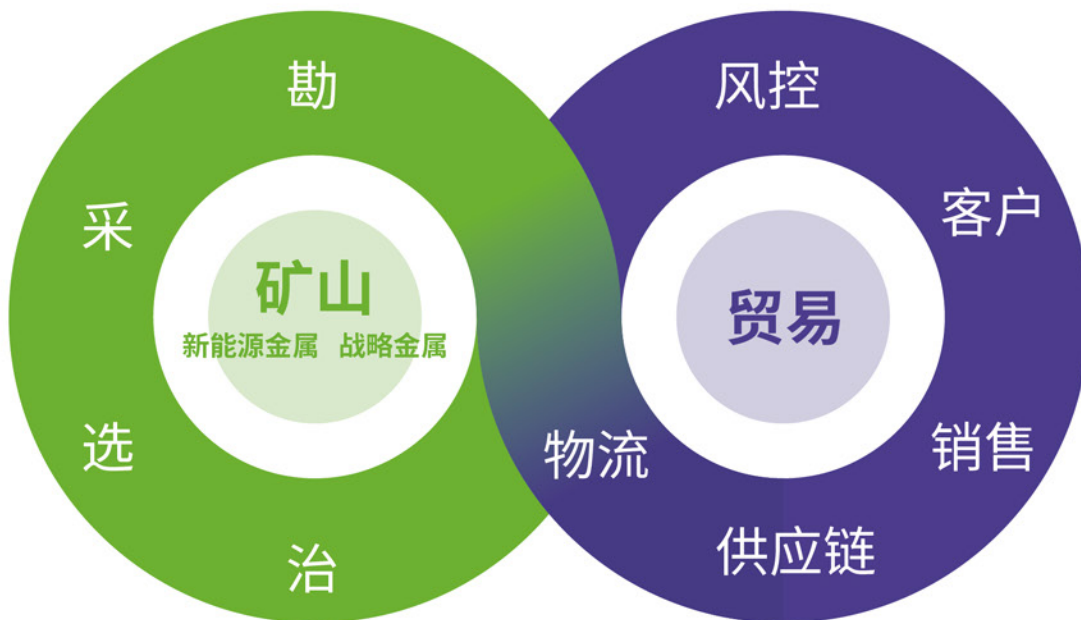 勘
采
选
治
矿山
新能源金属 战略金属
风控
客户
销售
供应链
物流
贸易